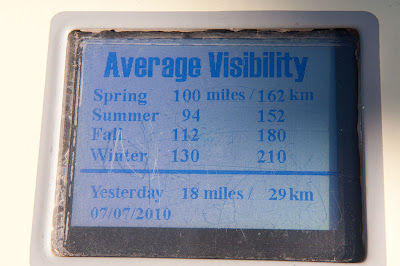 Average Visibility
Spring 100 miles / 162 km
Summer 94 152
Fall 112 180
Winter 130 210
Yesterday 18 miles / 29 km
07/07/2010